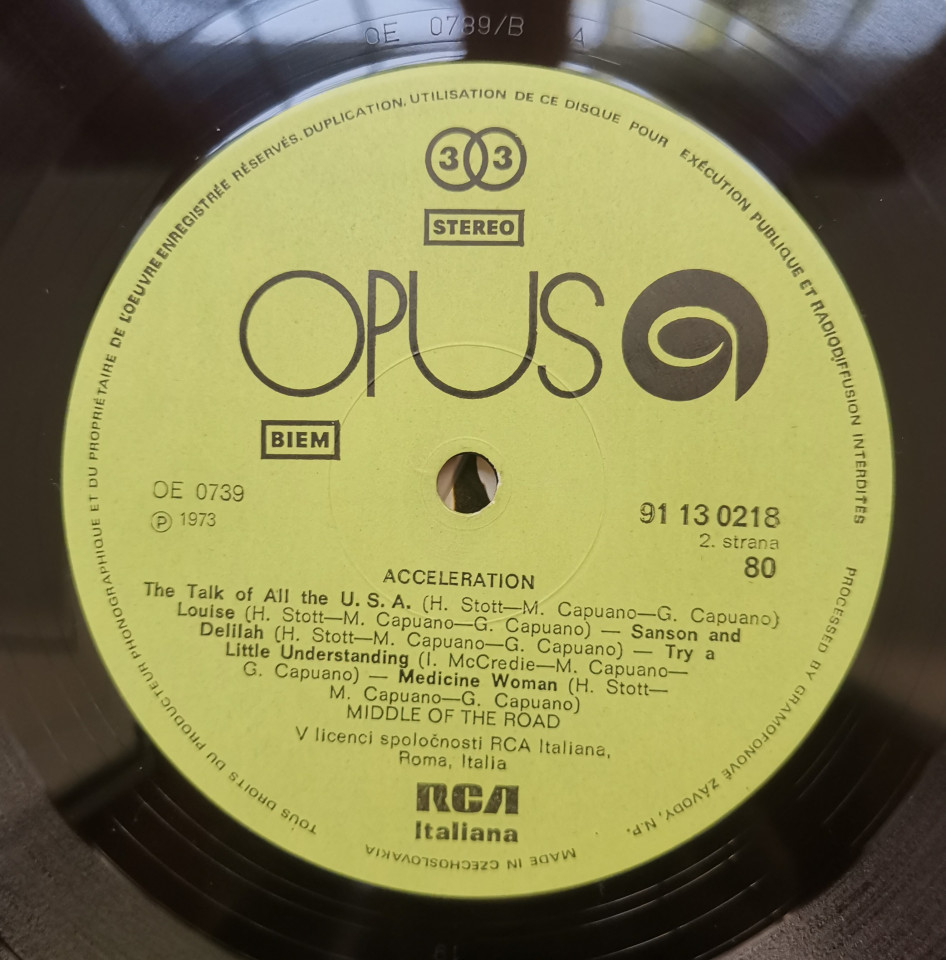 OE 0789/B A
TOUS DROITS DU PRODUCTEUR PHONOGRAPHIQUE ET DU PROPRIÉTAIRE DE L'OEUVRE ENREGISTRÉE RÉSERVÉS. DUPLICATION, UTILISATION DE CE DISQUE POUR EXÉCUTION PUBLIQUE ET RADIODIFFUSION INTERDITES
33
STEREO
OPUS
BIEM
OE 0739
℗ 1973
91 13 0218
2. strana
80
ACCELERATION
The Talk of All the U. S. A. (H. Stott—M. Capuano—G. Capuano)
Louise (H. Stott—M. Capuano—G. Capuano) — Sanson and
Delilah (H. Stott—M. Capuano—G. Capuano) — Try a
Little Understanding (I. McCredie—M. Capuano—
G. Capuano) — Medicine Woman (H. Stott—
M. Capuano—G. Capuano)
MIDDLE OF THE ROAD
V licenci spoločnosti RCA Italiana,
Roma, Italia
RCA
Italiana
PROCESSED BY GRAMOFONOVÉ ZÁVODY, N.P.
MADE IN CZECHOSLOVAKIA